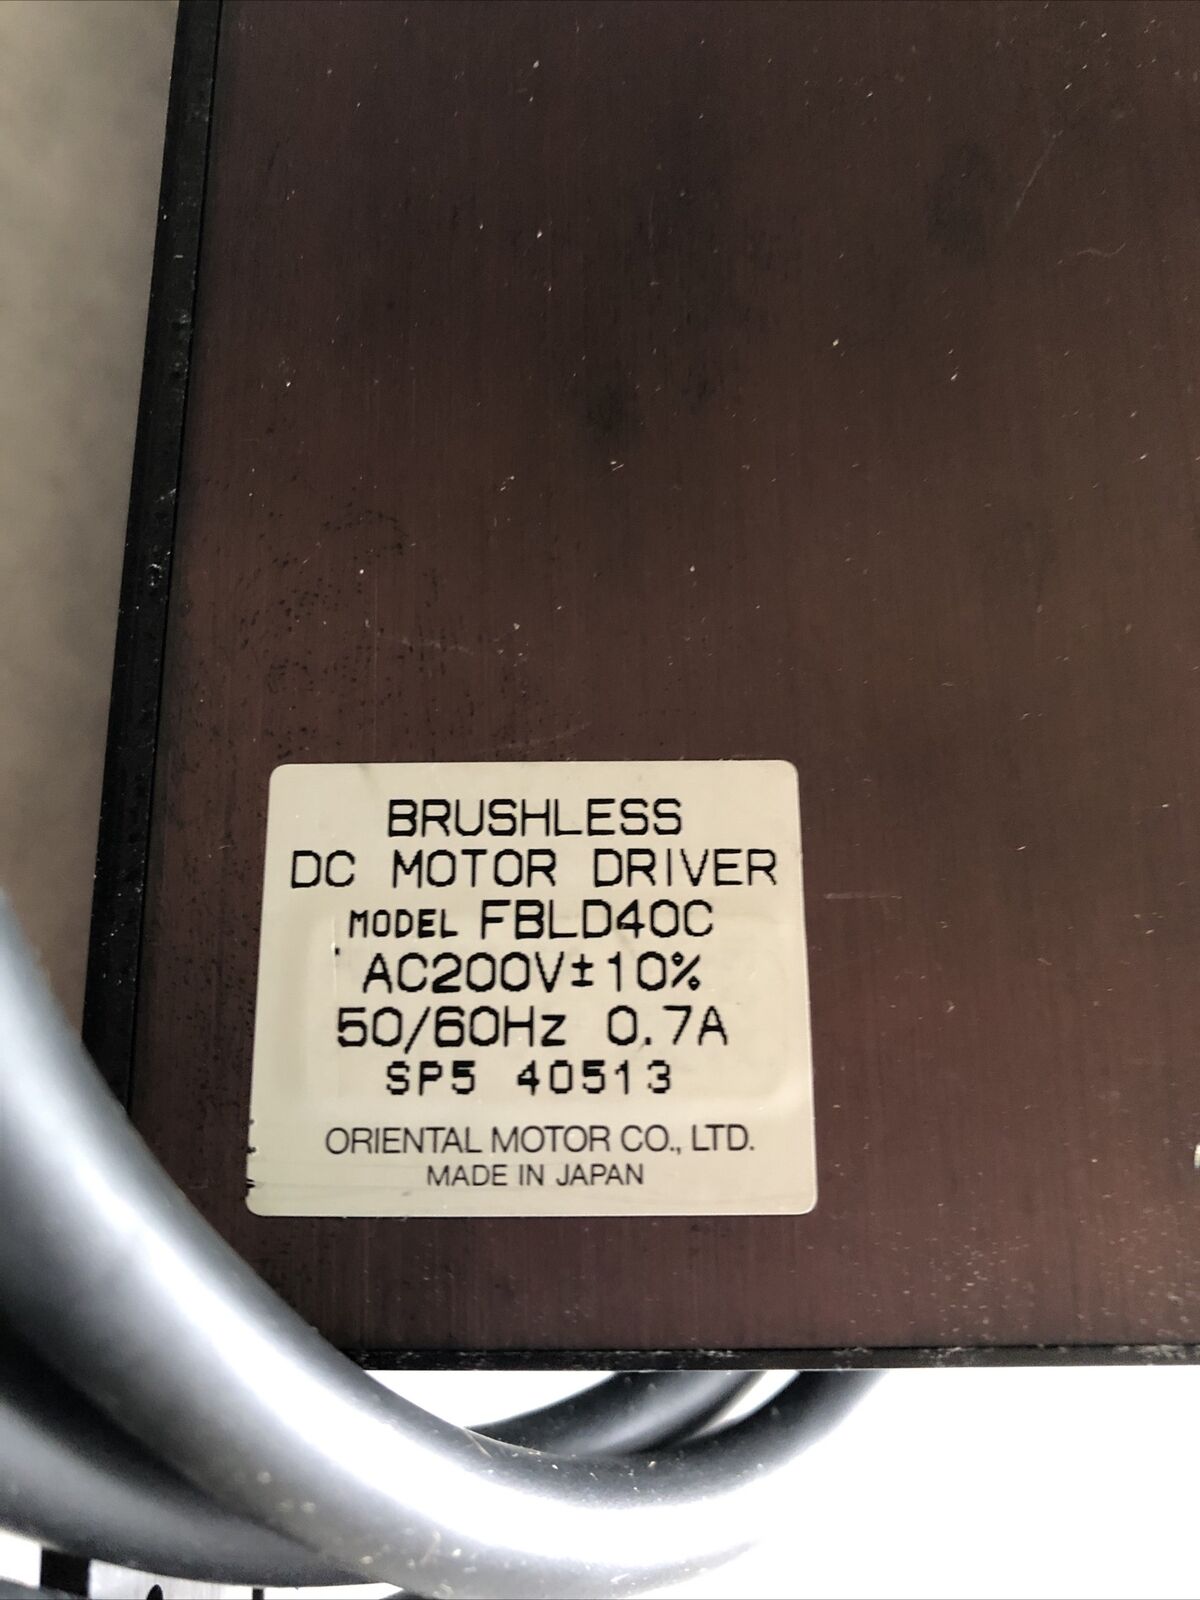 BRUSHLESS
DC MOTOR DRIVER
MODEL FBLD40C
AC200V±10%
50/60Hz 0.7A
SP5 40513
ORIENTAL MOTOR CO., LTD.
MADE IN JAPAN